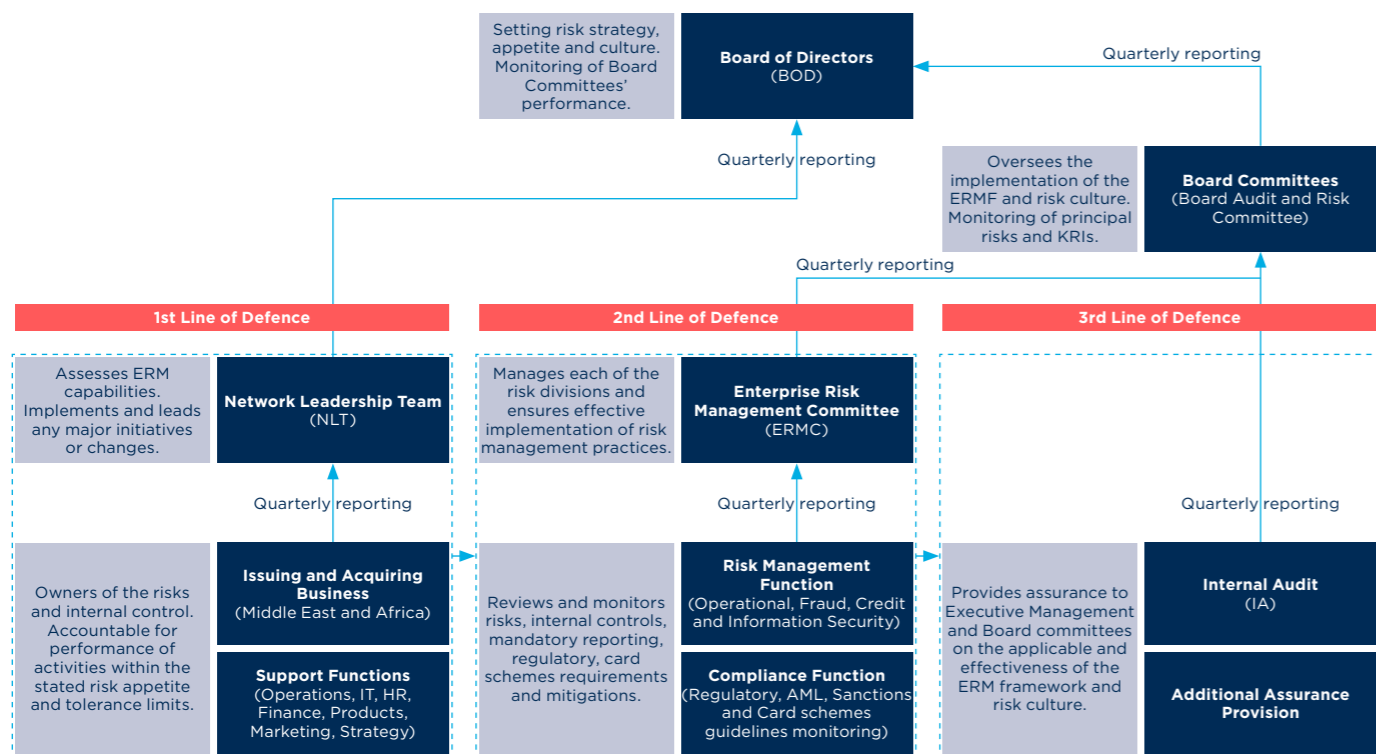 Setting risk strategy,
appetite and culture.
Monitoring of Board
Committees'
performance.
Board of Directors
(BOD)
Quarterly reporting
Quarterly reporting
Oversees the
implementation of the
ERMF and risk culture.
Monitoring of principal
risks and KRIs.
Board Committees
(Board Audit and Risk
Committee)
Quarterly reporting
1st Line of Defence
2nd Line of Defence
3rd Line of Defence
Assesses ERM
capabilities.
Implements and leads
any major initiatives
or changes.
Network Leadership Team
(NLT)
Manages each of the
risk divisions and
ensures effective
implementation of risk
management practices.
Enterprise Risk
Management Committee
(ERMC)
Quarterly reporting
Quarterly reporting
Quarterly reporting
Owners of the risks
and internal control.
Accountable for
performance of
activities within the
stated risk appetite
and tolerance limits.
Issuing and Acquiring
Business
(Middle East and Africa)
Support Functions
(Operations, IT, HR,
Finance, Products,
Marketing, Strategy)
Reviews and monitors
risks, internal controls,
mandatory reporting,
regulatory, card
schemes requirements
and mitigations.
Risk Management
Function
(Operational, Fraud, Credit
and Information Security)
Compliance Function
(Regulatory, AML, Sanctions
and Card schemes
guidelines monitoring)
Provides assurance to
Executive Management
and Board committees
on the applicable and
effectiveness of the
ERM framework and
risk culture.
Internal Audit
(IA)
Additional Assurance
Provision